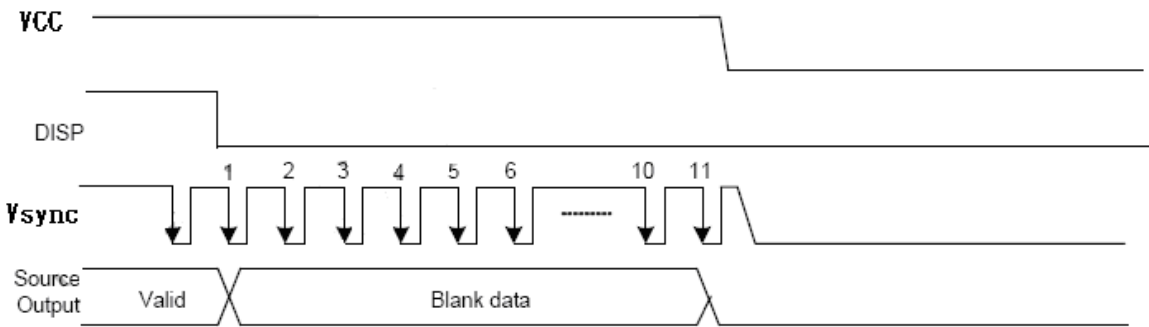 VCC
DISP
1 2 3 4 5 6 10 11
Vsync
Source
Output
Valid
Blank data